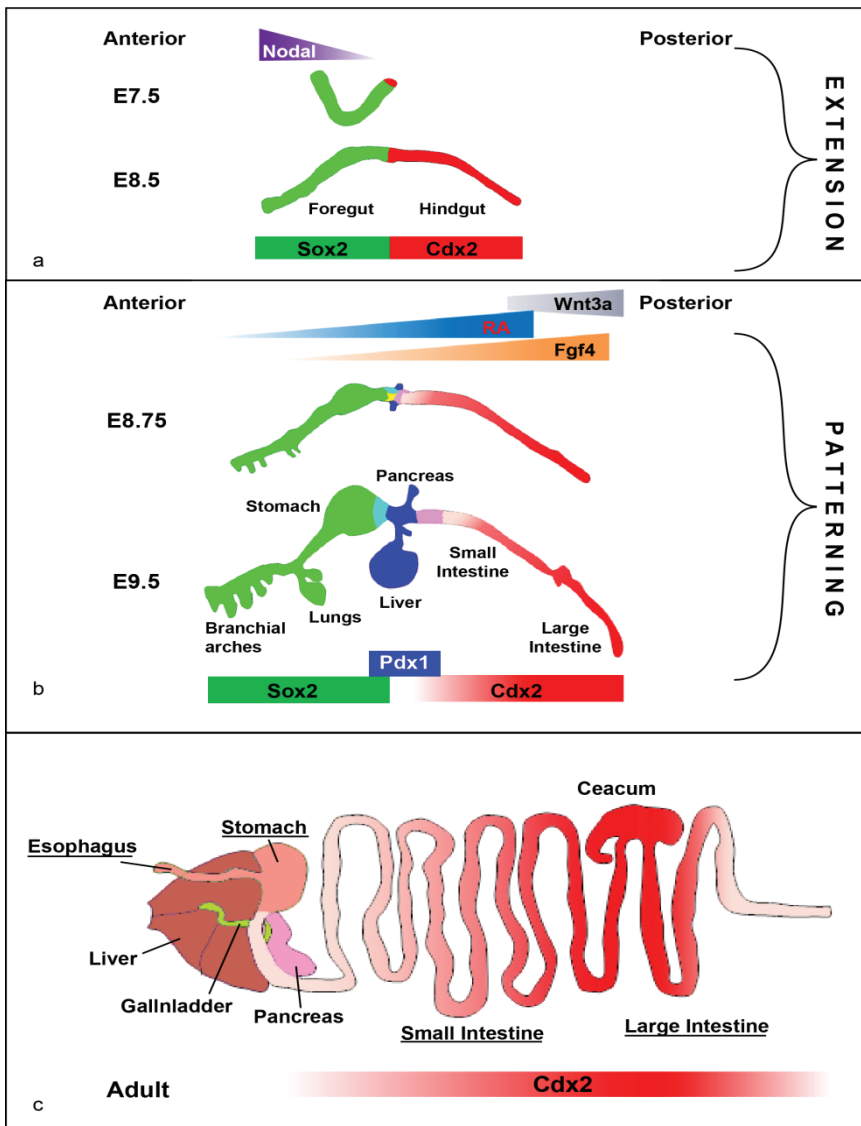 Anterior
Posterior
Nodal
E7.5
E8.5
Foregut
Hindgut
Sox2
Cdx2
a
EXTENSION
Anterior
Posterior
Wnt3a
RA
Fgf4
E8.75
Pancreas
Stomach
Small
Intestine
E9.5
Liver
Lungs
Branchial
arches
Large
Intestine
Pdx1
Sox2
Cdx2
b
PATTERNING
Ceacum
Stomach
Esophagus
Liver
Gallnladder
Pancreas
Small Intestine
Large Intestine
Adult
Cdx2
c